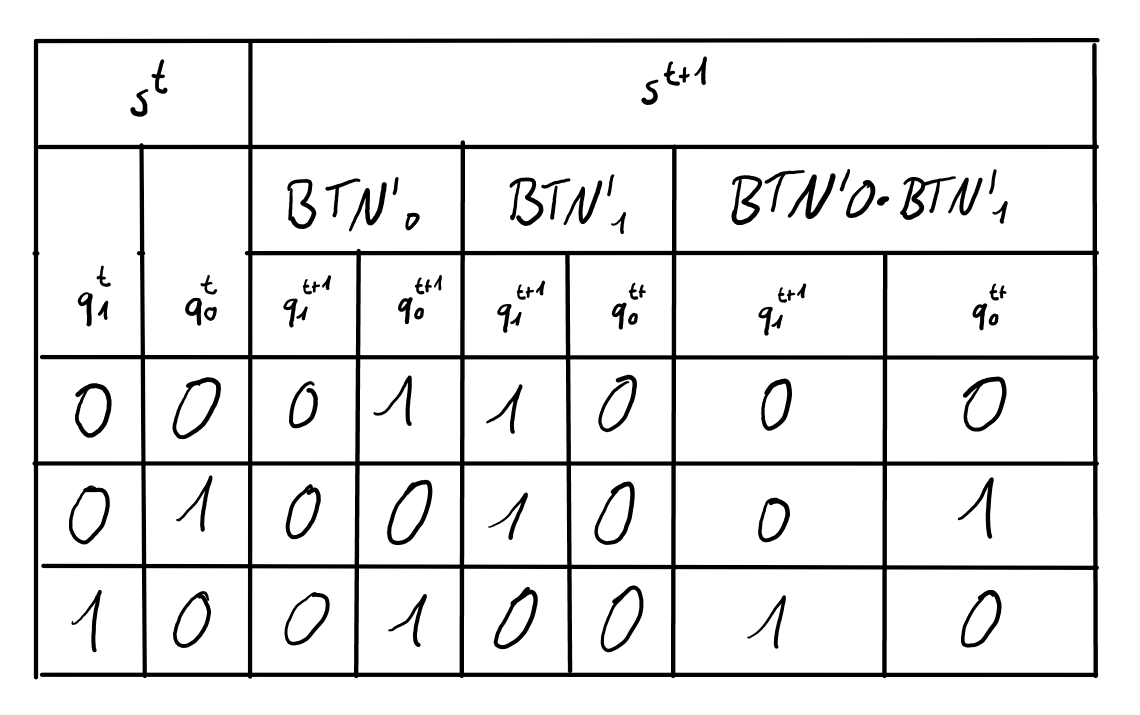 s^t s^{t+1}
BTN'_0 BTN'_1 BTN'0·BTN'_1
q_1^t q_0^t q_1^{t+1} q_0^{t+1} q_1^{t+1} q_0^{t+} q_1^{t+1} q_0^{t+}
0 0 0 1 1 0 0 0
0 1 0 0 1 0 0 1
1 0 0 1 0 0 1 0